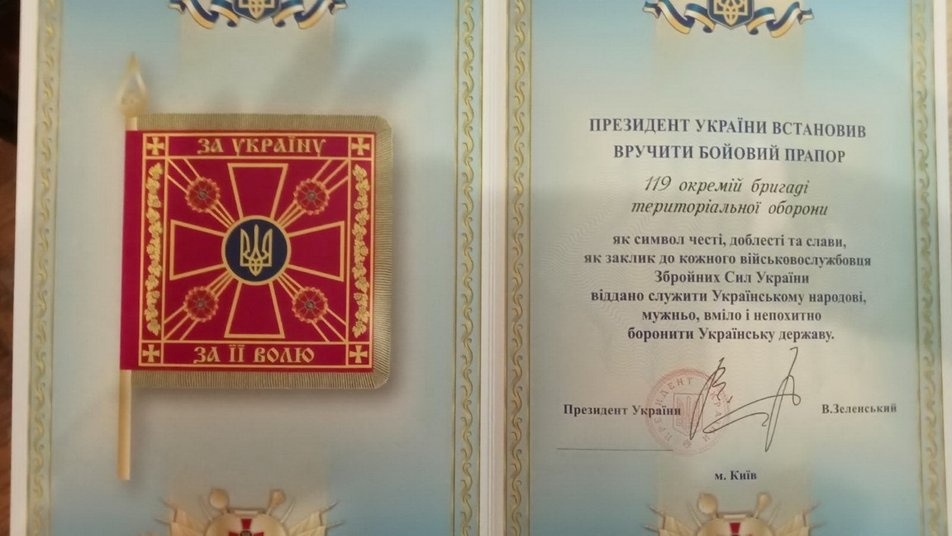 ЗА УКРАЇНУ
ЗА ЇЇ ВОЛЮ
ПРЕЗИДЕНТ УКРАЇНИ ВСТАНОВИВ
ВРУЧИТИ БОЙОВИЙ ПРАПОР
119 окремій бригаді
територіальної оборони
як символ честі, доблесті та слави,
як заклик до кожного військовослужбовця
Збройних Сил України
віддано служити Українському народові,
мужньо, вміло і непохитно
боронити Українську державу.
Президент України
В.Зеленський
ПРЕЗИДЕНТ УКРАЇНИ
м. Київ